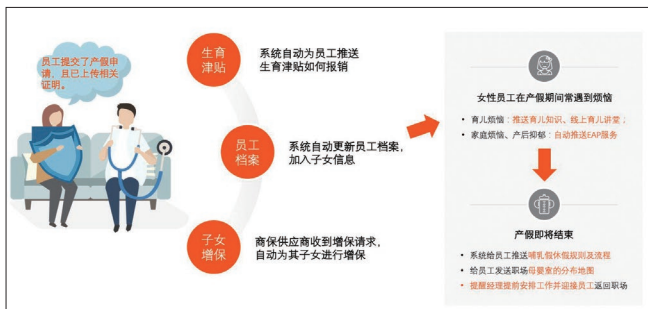 员工提交了产假申
请，且已上传相关
证明。
生育
津贴
系统自动为员工推送
生育津贴如何报销
员工
档案
系统自动更新员工档案，
加入子女信息
子女
增保
商保供应商收到增保请求，
自动为其子女进行增保
女性员工在产假期间常遇到烦恼
• 育儿烦恼：推送育儿知识、线上育儿讲堂；
• 家庭烦恼、产后抑郁：自动推送EAP服务
产假即将结束
• 系统给员工推送哺乳假休假规则及流程
• 给员工发送职场母婴室的分布地图
• 提醒经理提前安排工作并迎接员工返回职场